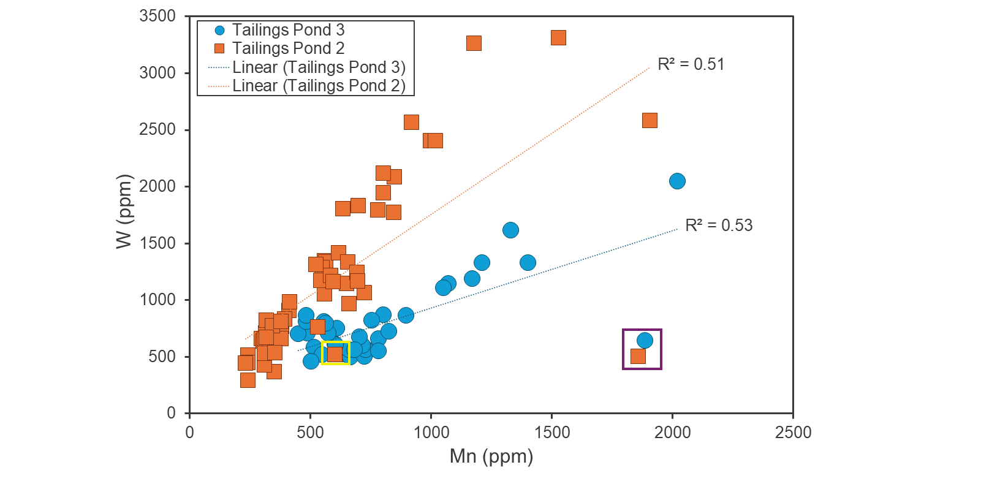 3500
3000
2500
2000
1500
1000
500
0
W (ppm)
Tailings Pond 3
Tailings Pond 2
Linear (Tailings Pond 3)
Linear (Tailings Pond 2)
R² = 0.51
R² = 0.53
0 500 1000 1500 2000 2500
Mn (ppm)